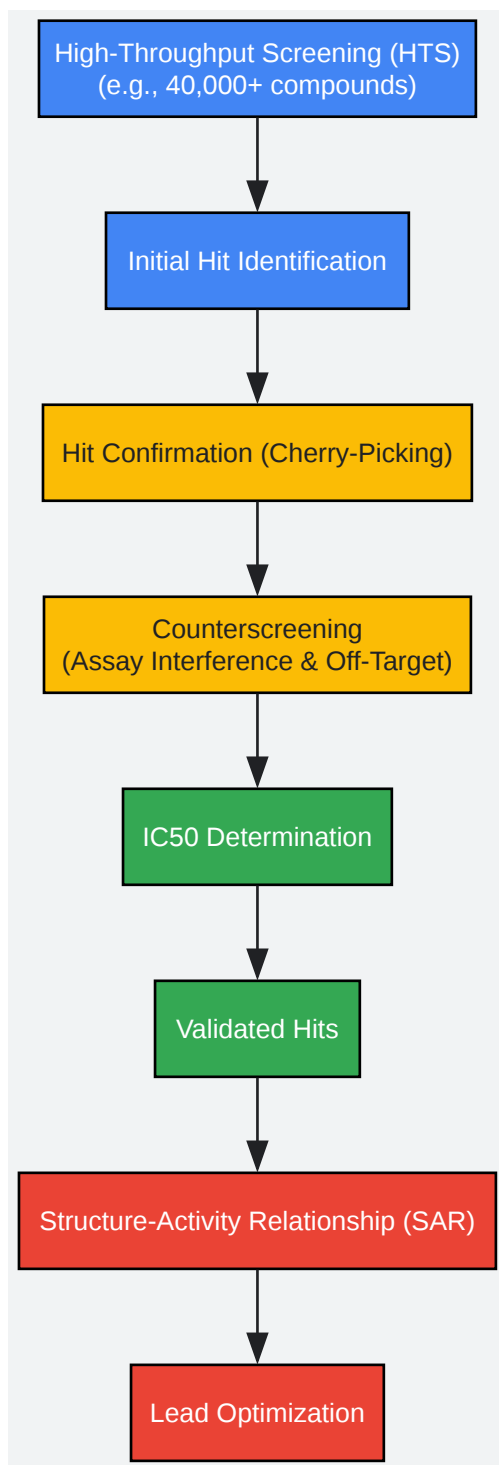 High-Throughput Screening (HTS)
(e.g., 40,000+ compounds)
Initial Hit Identification
Hit Confirmation (Cherry-Picking)
Counterscreening
(Assay Interference & Off-Target)
IC50 Determination
Validated Hits
Structure-Activity Relationship (SAR)
Lead Optimization